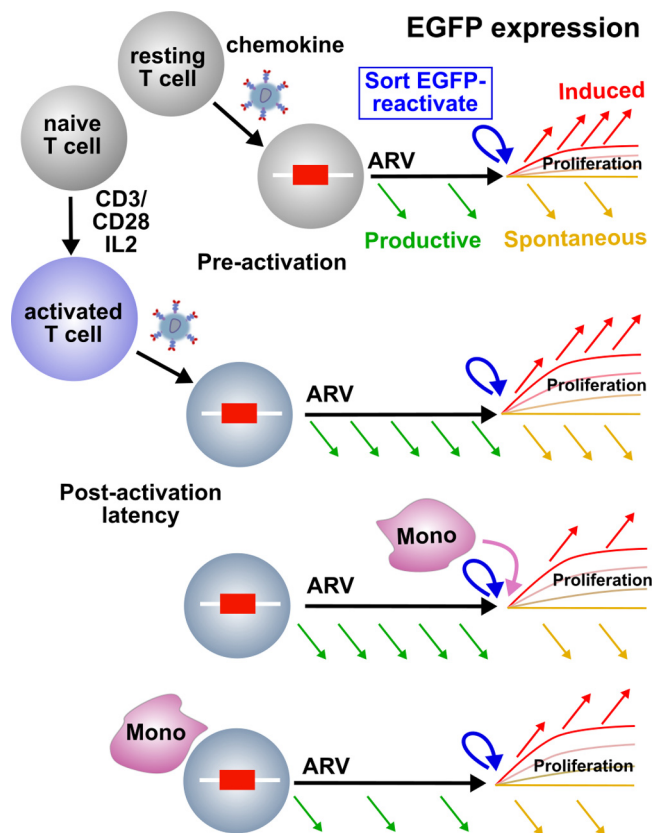 EGFP expression
resting
T cell
chemokine
Sort EGFP-
reactivate
Induced
naive
T cell
ARV
Proliferation
CD3/
CD28
IL2
Productive
Spontaneous
Pre-activation
activated
T cell
ARV
Proliferation
Post-activation
latency
Mono
ARV
Proliferation
Mono
ARV
Proliferation